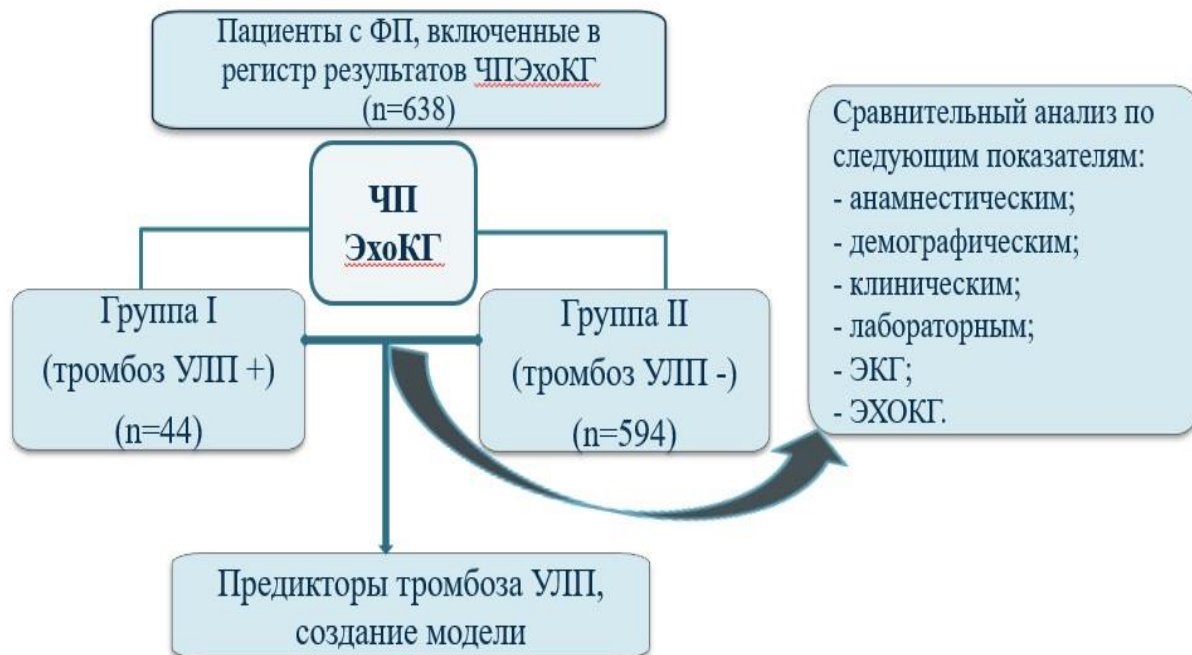 Пациенты с ФП, включенные в
регистр результатов ЧПЭхоКГ
(n=638)
ЧП
ЭхоКГ
Группа I
(тромбоз УЛП +)
(n=44)
Группа II
(тромбоз УЛП -)
(n=594)
Сравнительный анализ по
следующим показателям:
- анамнестическим;
- демографическим;
- клиническим;
- лабораторным;
- ЭКГ;
- ЭХОКГ.
Предикторы тромбоза УЛП,
создание модели